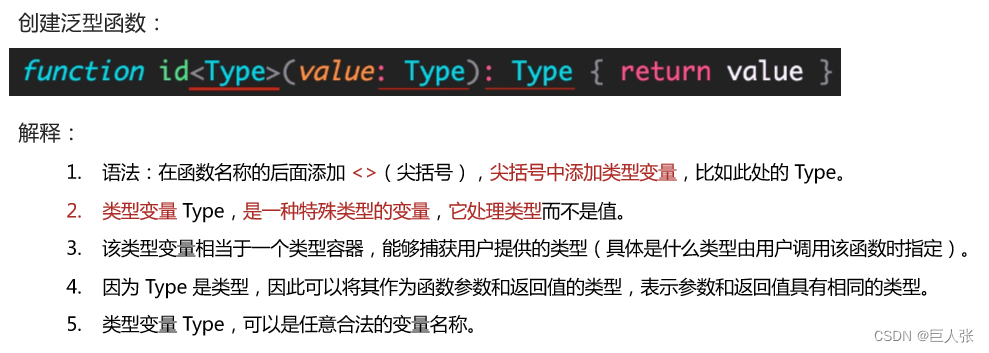 创建泛型函数：
function id<Type>(value: Type): Type { return value }
解释：
1. 语法：在函数名称的后面添加 <>（尖括号），尖括号中添加类型变量，比如此处的 Type。
2. 类型变量 Type，是一种特殊类型的变量，它处理类型而不是值。
3. 该类型变量相当于一个类型容器，能够捕获用户提供的类型（具体是什么类型由用户调用该函数时指定）。
4. 因为 Type 是类型，因此可以将其作为函数参数和返回值的类型，表示参数和返回值具有相同的类型。
5. 类型变量 Type，可以是任意合法的变量名称。
CSDN @巨人张